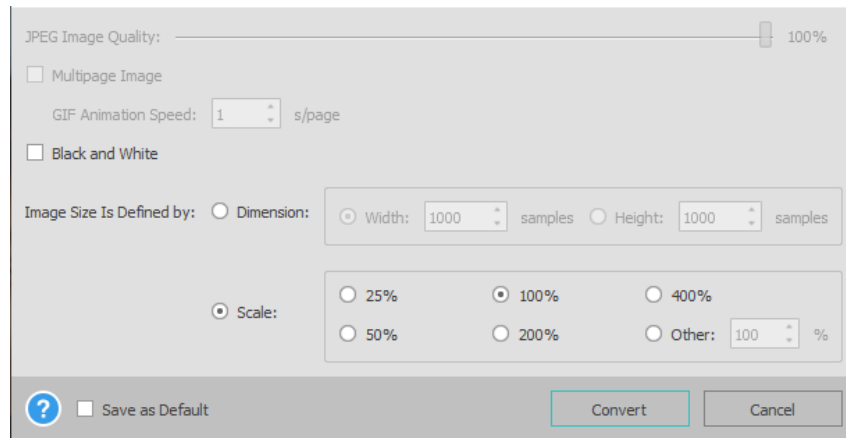 JPEG Image Quality: 100%
Multipage Image
GIF Animation Speed: 1 s/page
Black and White
Image Size Is Defined by: Dimension: Width: 1000 samples Height: 1000 samples
Scale: 25% 100% 400%
50% 200% Other: 100 %
? Save as Default Convert Cancel